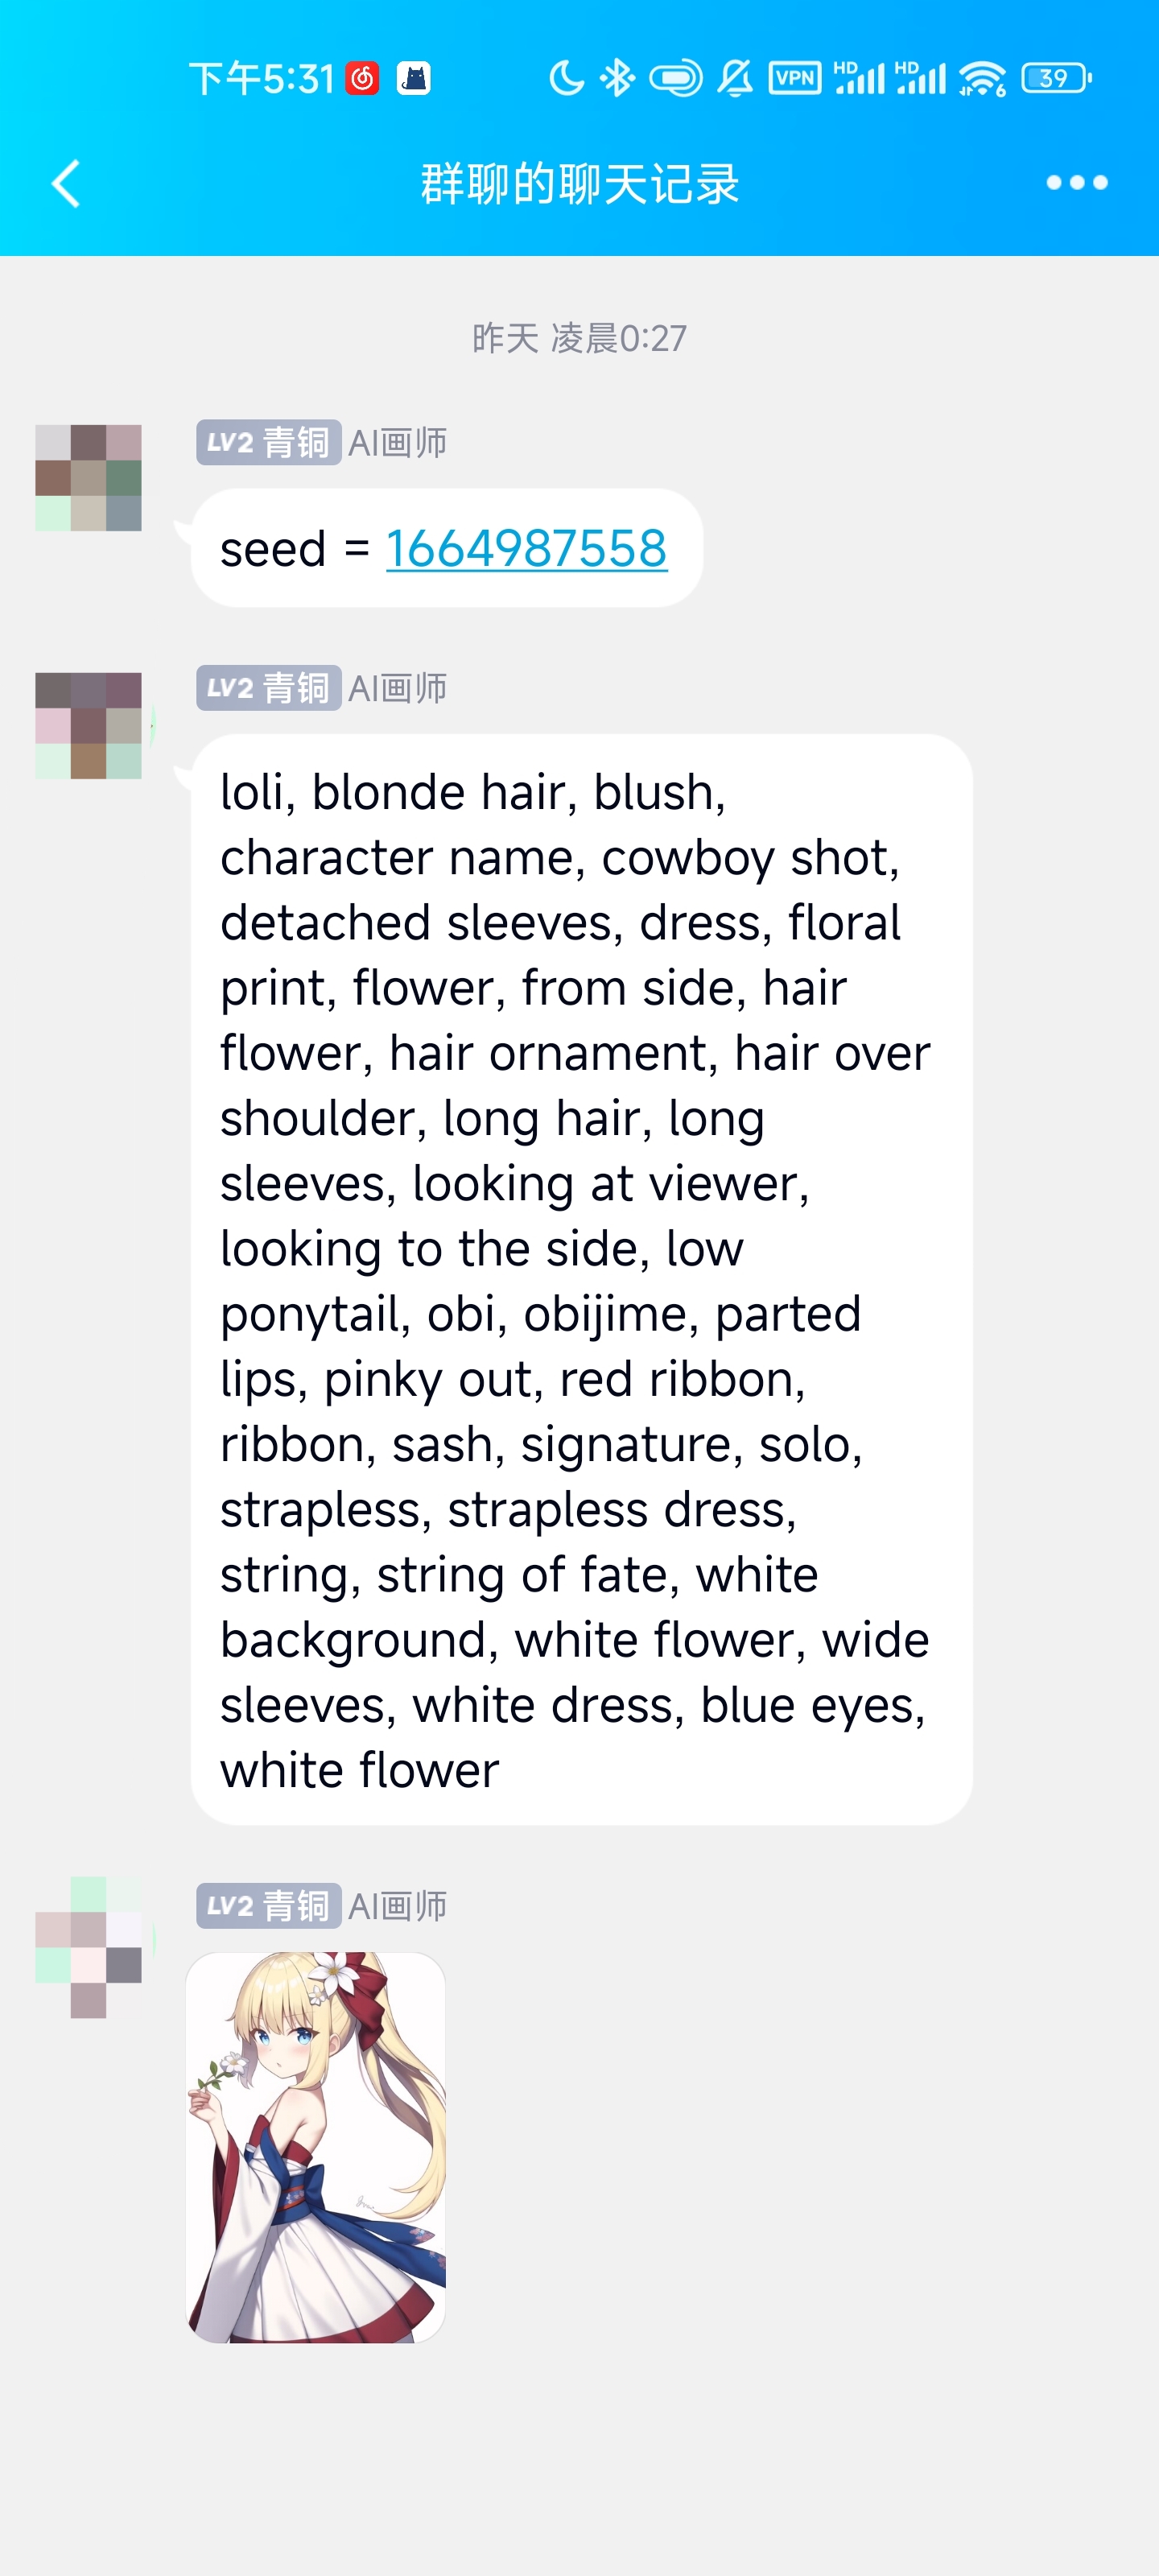 下午5:31
VPN
HD
HD
6
39
群聊的聊天记录
昨天 凌晨0:27
LV2 青铜 AI画师
seed = 1664987558
LV2 青铜 AI画师
loli, blonde hair, blush,
character name, cowboy shot,
detached sleeves, dress, floral
print, flower, from side, hair
flower, hair ornament, hair over
shoulder, long hair, long
sleeves, looking at viewer,
looking to the side, low
ponytail, obi, obijime, parted
lips, pinky out, red ribbon,
ribbon, sash, signature, solo,
strapless, strapless dress,
string, string of fate, white
background, white flower, wide
sleeves, white dress, blue eyes,
white flower
LV2 青铜 AI画师